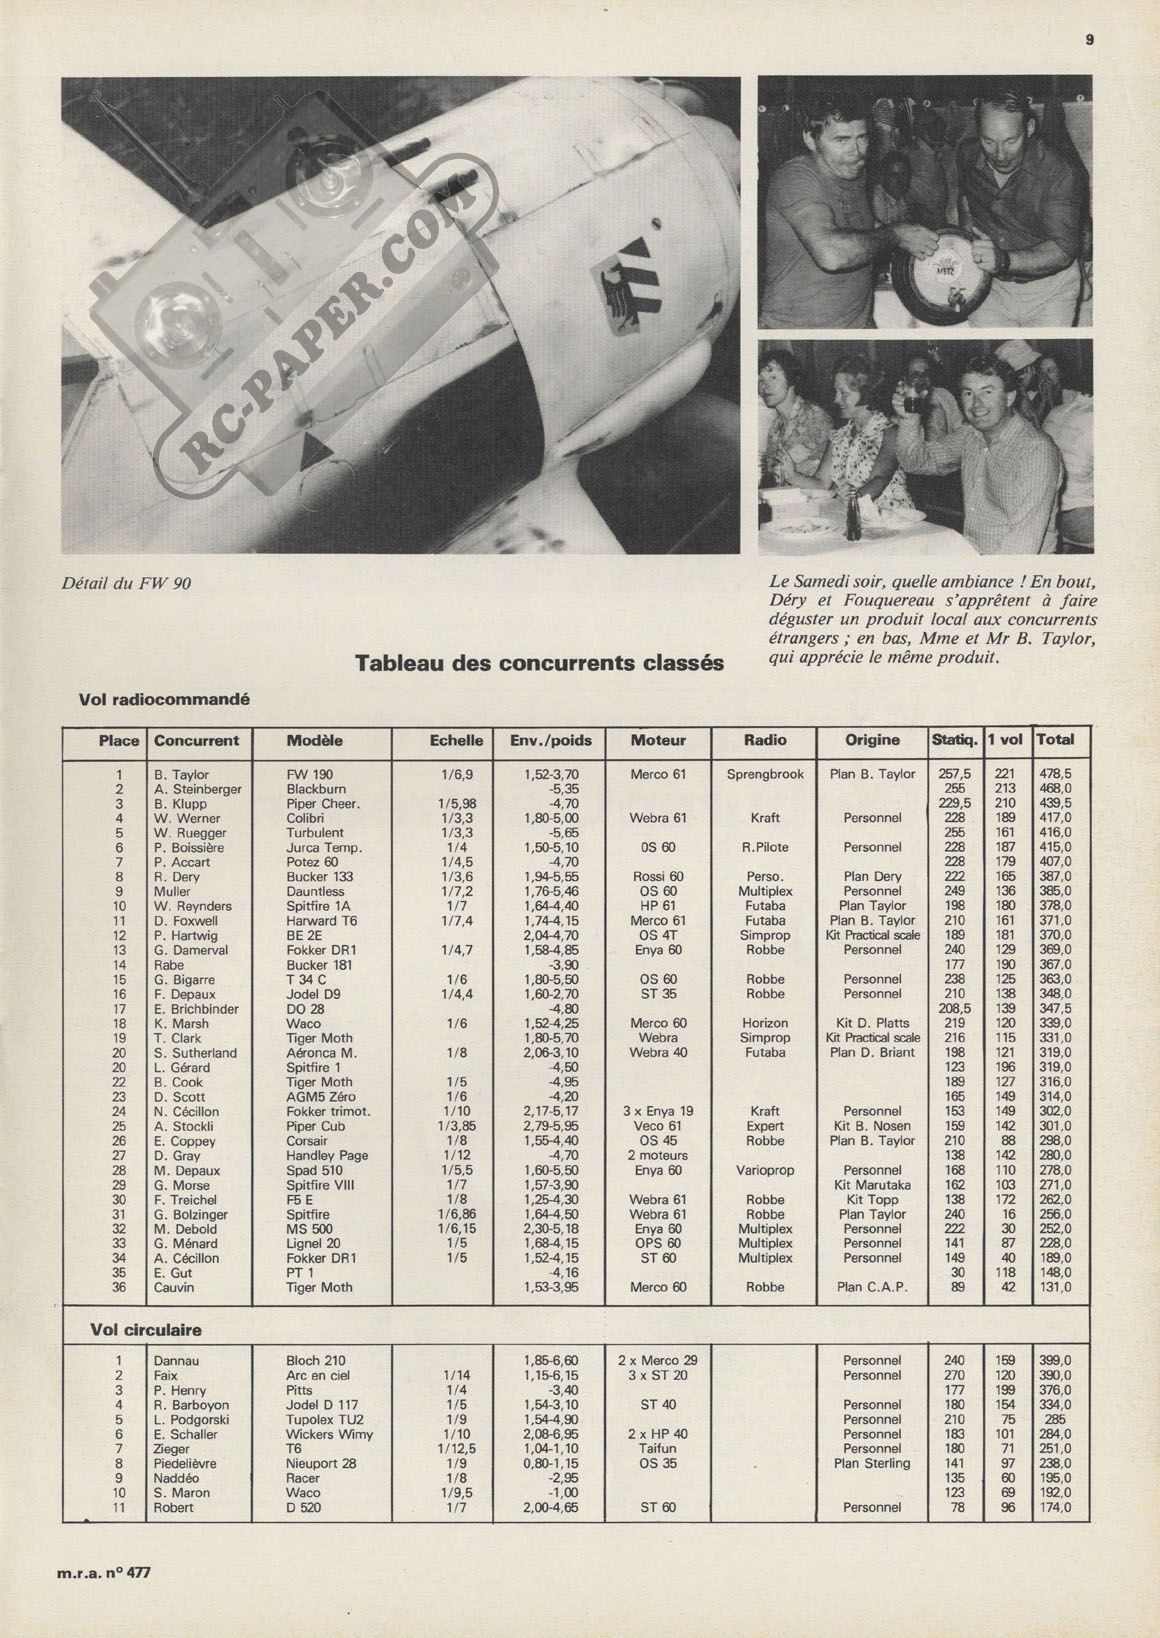 9
RC-PAPER.COM
METZ
Détail du FW 90
Le Samedi soir, quelle ambiance ! En bout,
Déry et Fouquereau s'apprêtent à faire
déguster un produit local aux concurrents
étrangers ; en bas, Mme et Mr B. Taylor,
qui apprécie le même produit.
Tableau des concurrents classés
Vol radiocommandé
Place Concurrent Modèle Echelle Env./poids Moteur Radio Origine Statiq. 1 vol Total
1 B. Taylor FW 190 1/6,9 1,52-3,70 Merco 61 Sprengbrook Plan B. Taylor 257,5 221 478,5
2 A. Steinberger Blackburn -5,35 255 213 468,0
3 B. Klupp Piper Cheer. 1/5,98 -4,70 229,5 210 439,5
4 W. Werner Colibri 1/3,3 1,80-5,00 Webra 61 Kraft Personnel 228 189 417,0
5 W. Ruegger Turbulent 1/3,3 -5,65 255 161 416,0
6 P. Boissière Jurca Temp. 1/4 1,50-5,10 OS 60 R.Pilote Personnel 228 187 415,0
7 P. Accart Potez 60 1/4,5 -4,70 228 179 407,0
8 R. Dery Bucker 133 1/3,6 1,94-5,55 Rossi 60 Perso. Plan Dery 222 165 387,0
9 Muller Dauntless 1/7,2 1,76-5,46 OS 60 Multiplex Personnel 249 136 385,0
10 W. Reynders Spitfire 1A 1/7 1,64-4,40 HP 61 Futaba Plan Taylor 198 180 378,0
11 D. Foxwell Harward T6 1/7,4 1,74-4,15 Merco 61 Futaba Plan B. Taylor 210 161 371,0
12 P. Hartwig BE 2E 2,04-4,70 OS 4T Simprop Kit Practical scale 189 181 370,0
13 G. Damerval Fokker DR1 1/4,7 1,58-4,85 Enya 60 Robbe Personnel 240 129 369,0
14 Rabe Bucker 181 -3,90 177 190 367,0
15 G. Bigarre T 34 C 1/6 1,80-5,50 OS 60 Robbe Personnel 238 125 363,0
16 F. Depaux Jodel D9 1/4,4 1,60-2,70 ST 35 Robbe Personnel 210 138 348,0
17 E. Brichbinder DO 28 -4,80 208,5 139 347,5
18 K. Marsh Waco 1/6 1,52-4,25 Merco 60 Horizon Kit D. Platts 219 120 339,0
19 T. Clark Tiger Moth 1,80-5,70 Webra Simprop Kit Practical scale 216 115 331,0
20 S. Sutherland Aéronca M. 1/8 2,06-3,10 Webra 40 Futaba Plan D. Briant 198 121 319,0
20 L. Gérard Spitfire 1 -4,50 123 196 319,0
22 B. Cook Tiger Moth 1/5 -4,95 189 127 316,0
23 D. Scott AGM5 Zéro 1/6 -4,20 165 149 314,0
24 N. Cécillon Fokker trimot. 1/10 2,17-5,17 3 x Enya 19 Kraft Personnel 153 149 302,0
25 A. Stockli Piper Cub 1/3,85 2,79-5,95 Veco 61 Expert Kit B. Nosen 159 142 301,0
26 E. Coppey Corsair 1/8 1,55-4,40 OS 45 Robbe Plan B. Taylor 210 88 298,0
27 D. Gray Handley Page 1/12 -4,70 2 moteurs 138 142 280,0
28 M. Depaux Spad 510 1/5,5 1,60-5,50 Enya 60 Varioprop Personnel 168 110 278,0
29 G. Morse Spitfire VIII 1/7 1,57-3,90 Kit Marutaka 162 103 271,0
30 F. Treichel F5 E 1/8 1,25-4,30 Webra 61 Robbe Kit Topp 138 172 262,0
31 G. Bolzinger Spitfire 1/6,86 1,64-4,50 Webra 61 Robbe Plan Taylor 240 16 256,0
32 M. Debold MS 500 1/6,15 2,30-5,18 Enya 60 Multiplex Personnel 222 30 252,0
33 G. Ménard Lignel 20 1/5 1,68-4,15 OPS 60 Multiplex Personnel 141 87 228,0
34 A. Cécillon Fokker DR1 1/5 1,52-4,15 ST 60 Multiplex Personnel 149 40 189,0
35 E. Gut PT 1 -4,16 30 118 148,0
36 Cauvin Tiger Moth 1,53-3,95 Merco 60 Robbe Plan C.A.P. 89 42 131,0
Vol circulaire
1 Dannau Bloch 210 1,85-6,60 2 x Merco 29 Personnel 240 159 399,0
2 Faix Arc en ciel 1/14 1,15-6,15 3 x ST 20 Personnel 270 120 390,0
3 P. Henry Pitts 1/4 -3,40 177 199 376,0
4 R. Barboyon Jodel D 117 1/5 1,54-3,10 ST 40 Personnel 180 154 334,0
5 L. Podgorski Tupolex TU2 1/9 1,54-4,90 Personnel 210 75 285
6 E. Schaller Wickers Wimy 1/10 2,08-6,95 2 x HP 40 Personnel 183 101 284,0
7 Zieger T6 1/12,5 1,04-1,10 Taifun Personnel 180 71 251,0
8 Piedelièvre Nieuport 28 1/9 0,80-1,15 OS 35 Plan Sterling 141 97 238,0
9 Naddéo Racer 1/8 -2,95 135 60 195,0
10 S. Maron Waco 1/9,5 -1,00 123 69 192,0
11 Robert D 520 1/7 2,00-4,65 ST 60 Personnel 78 96 174,0
m.r.a. nº 477